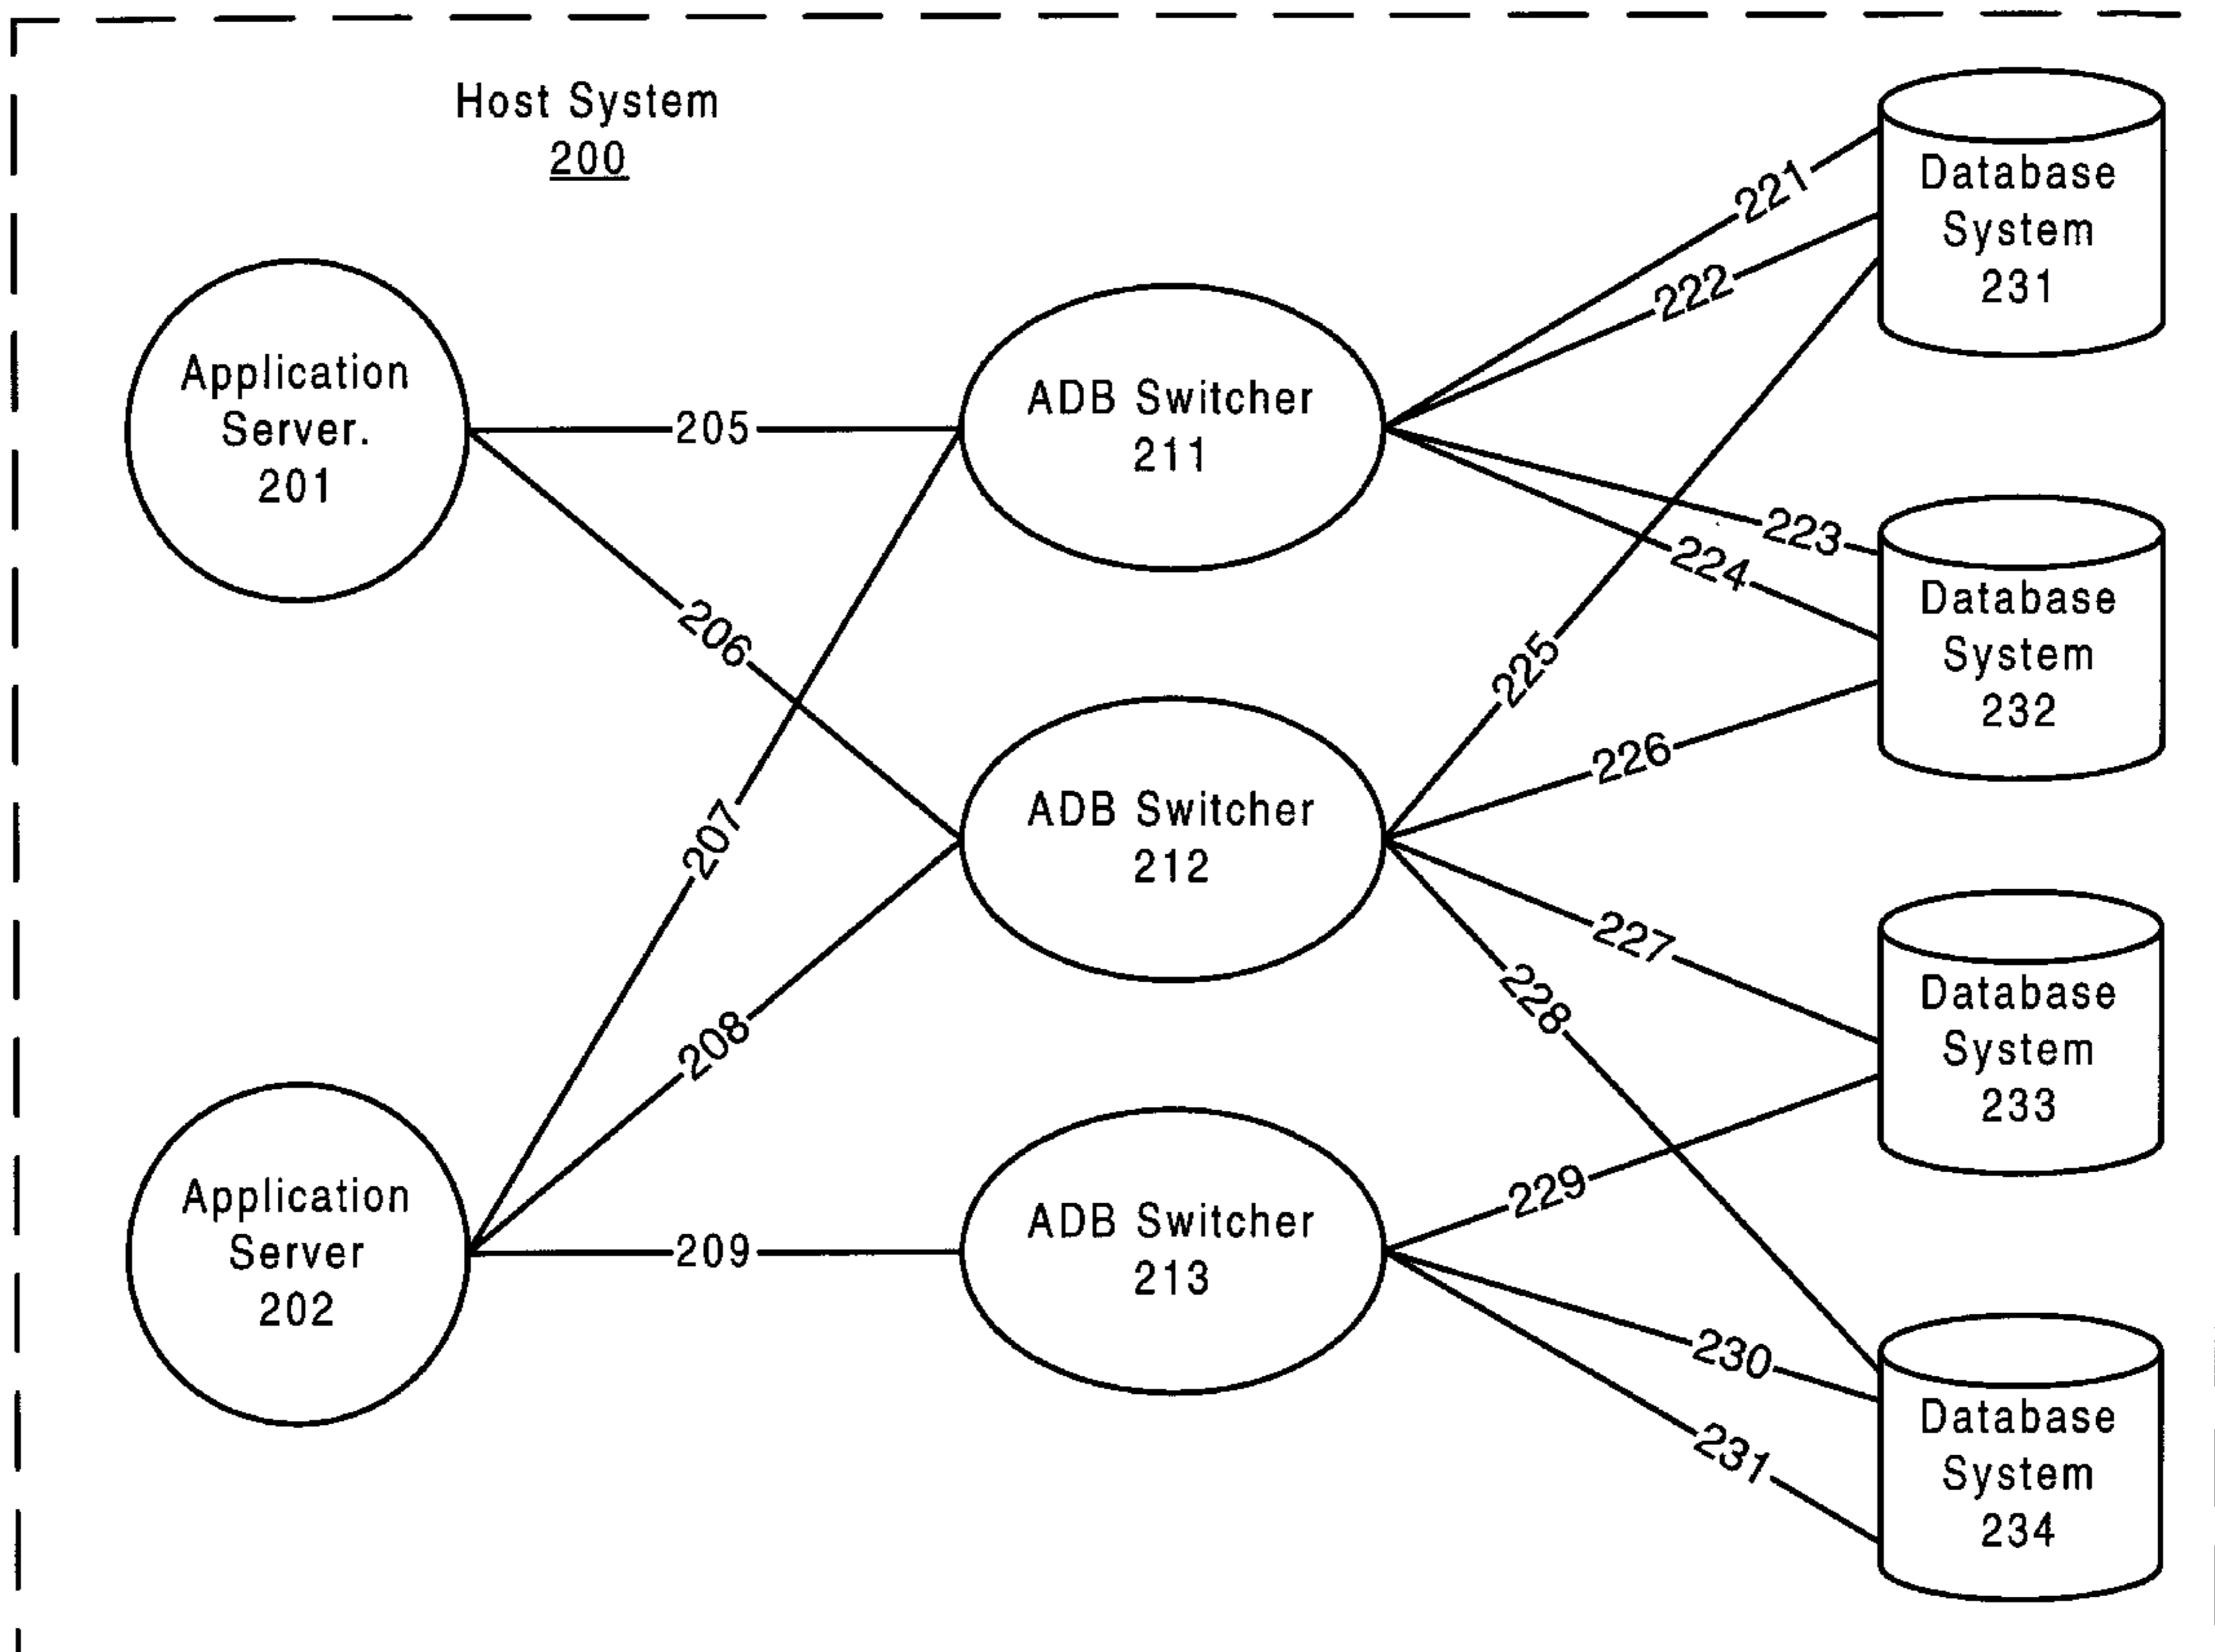 Host System
200
Application
Server.
201
Application
Server
202
205
206
207
208
209
ADB Switcher
211
ADB Switcher
212
ADB Switcher
213
221
222
223
224
225
226
227
228
229
230
231
Database
System
231
Database
System
232
Database
System
233
Database
System
234